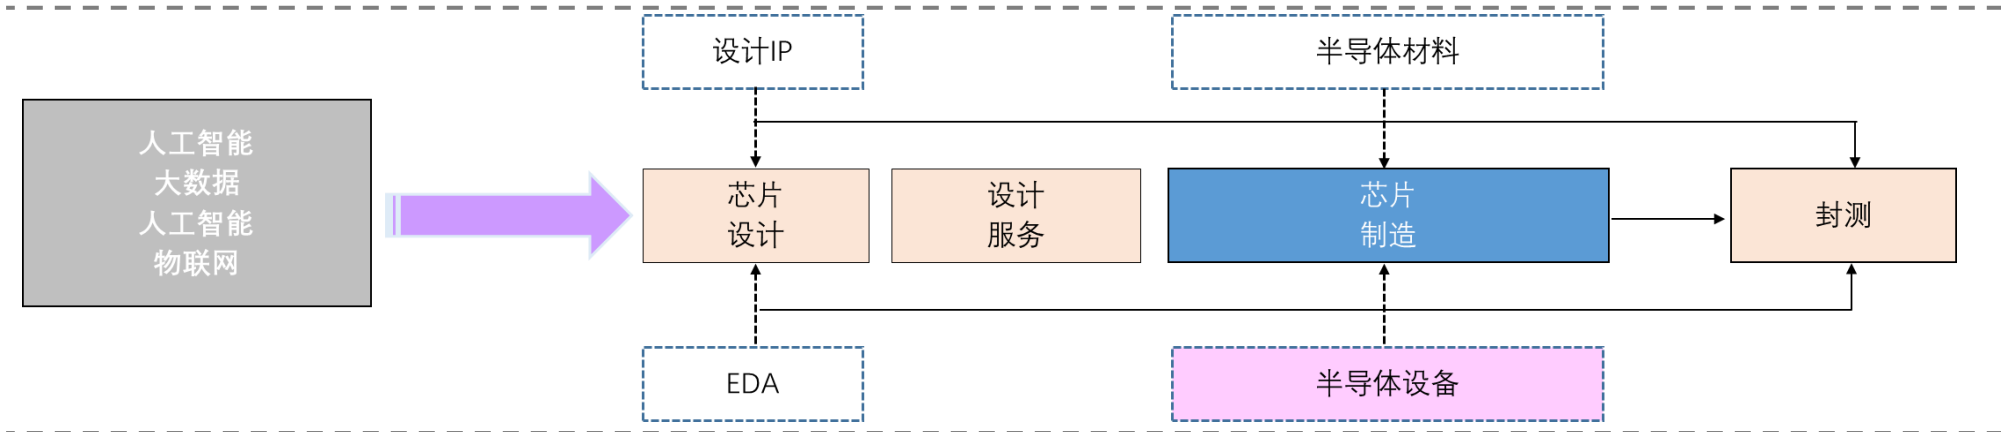 设计IP
半导体材料
人工智能
大数据
人工智能
物联网
芯片
设计
设计
服务
芯片
制造
封测
EDA
半导体设备